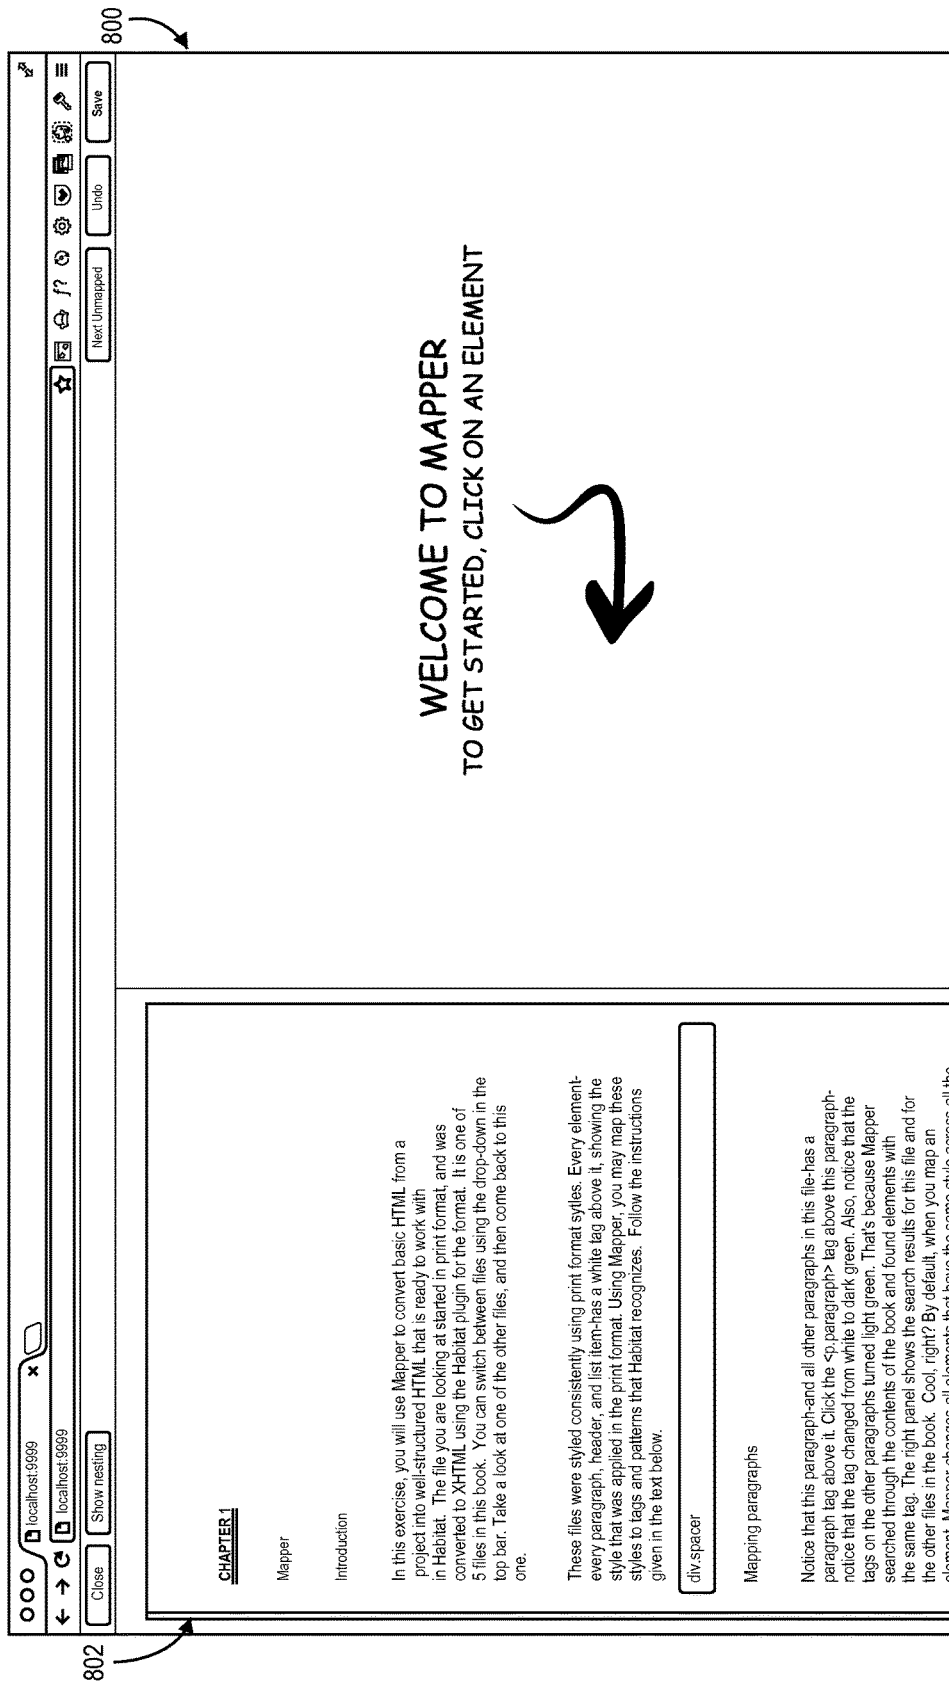 800
802
localhost:9999
localhost:9999
f?
Close
Show nesting
Next Unmapped
Undo
Save
CHAPTER 1
Mapper
Introduction
In this exercise, you will use Mapper to convert basic HTML from a
project into well-structured HTML that is ready to work with
in Habitat. The file you are looking at started in print format, and was
converted to XHTML using the Habitat plugin for the format. It is one of
5 files in this book. You can switch between files using the drop-down in the
top bar. Take a look at one of the other files, and then come back to this
one.
These files were styled consistently using print format sytles. Every element-
every paragraph, header, and list item-has a white tag above it, showing the
style that was applied in the print format. Using Mapper, you may map these
styles to tags and patterns that Habitat recognizes. Follow the instructions
given in the text below.
div.spacer
Mapping paragraphs
Notice that this paragraph-and all other paragraphs in this file-has a
paragraph tag above it. Click the <p.paragraph> tag above this paragraph-
notice that the tag changed from white to dark green. Also, notice that the
tags on the other paragraphs turned light green. That's because Mapper
searched through the contents of the book and found elements with
the same tag. The right panel shows the search results for this file and for
the other files in the book. Cool, right? By default, when you map an
element, Mapper changes all elements that have the same style across all the
WELCOME TO MAPPER
TO GET STARTED, CLICK ON AN ELEMENT